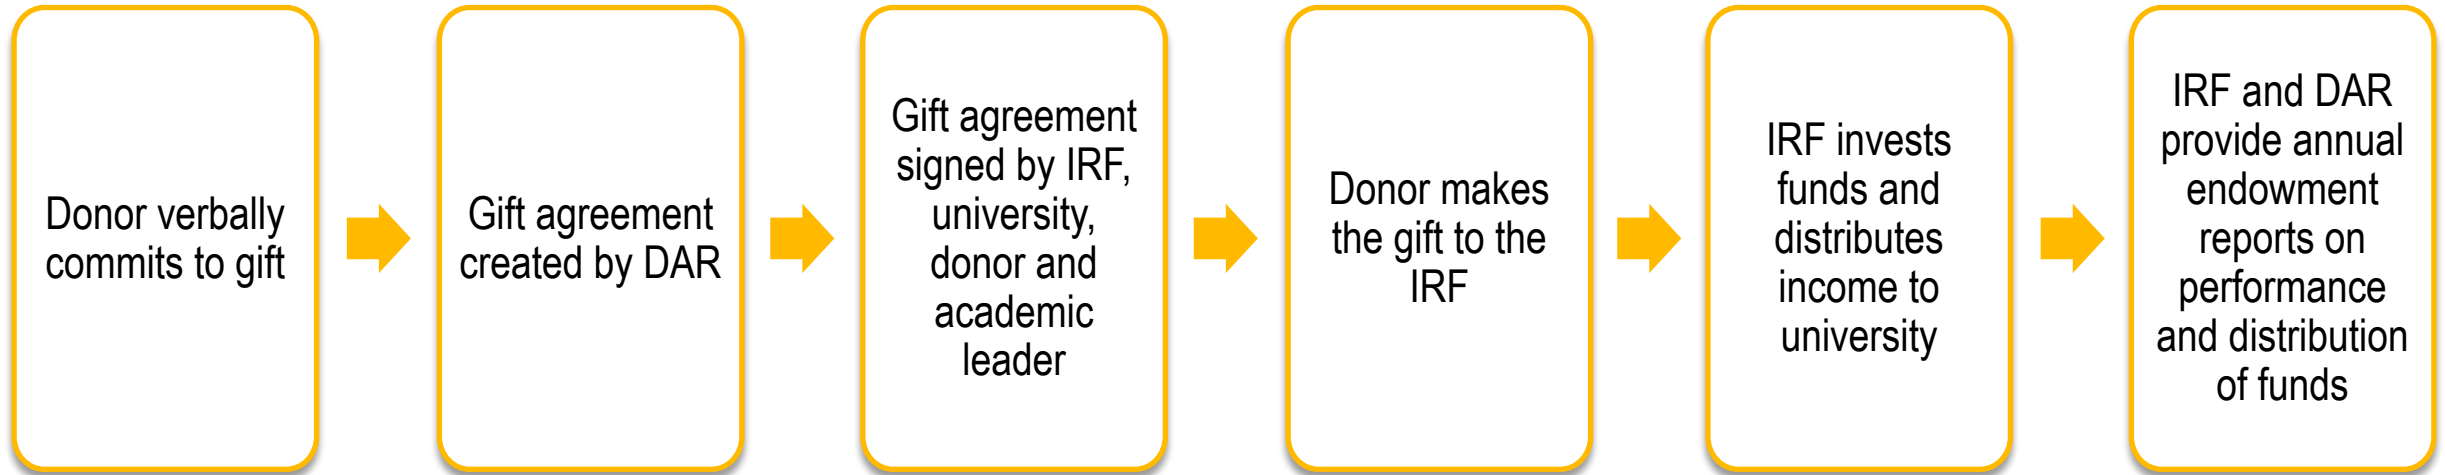 Donor verbally
commits to gift
Gift agreement
created by DAR
Gift agreement
signed by IRF,
university,
donor and
academic
leader
Donor makes
the gift to the
IRF
IRF invests
funds and
distributes
income to
university
IRF and DAR
provide annual
endowment
reports on
performance
and distribution
of funds